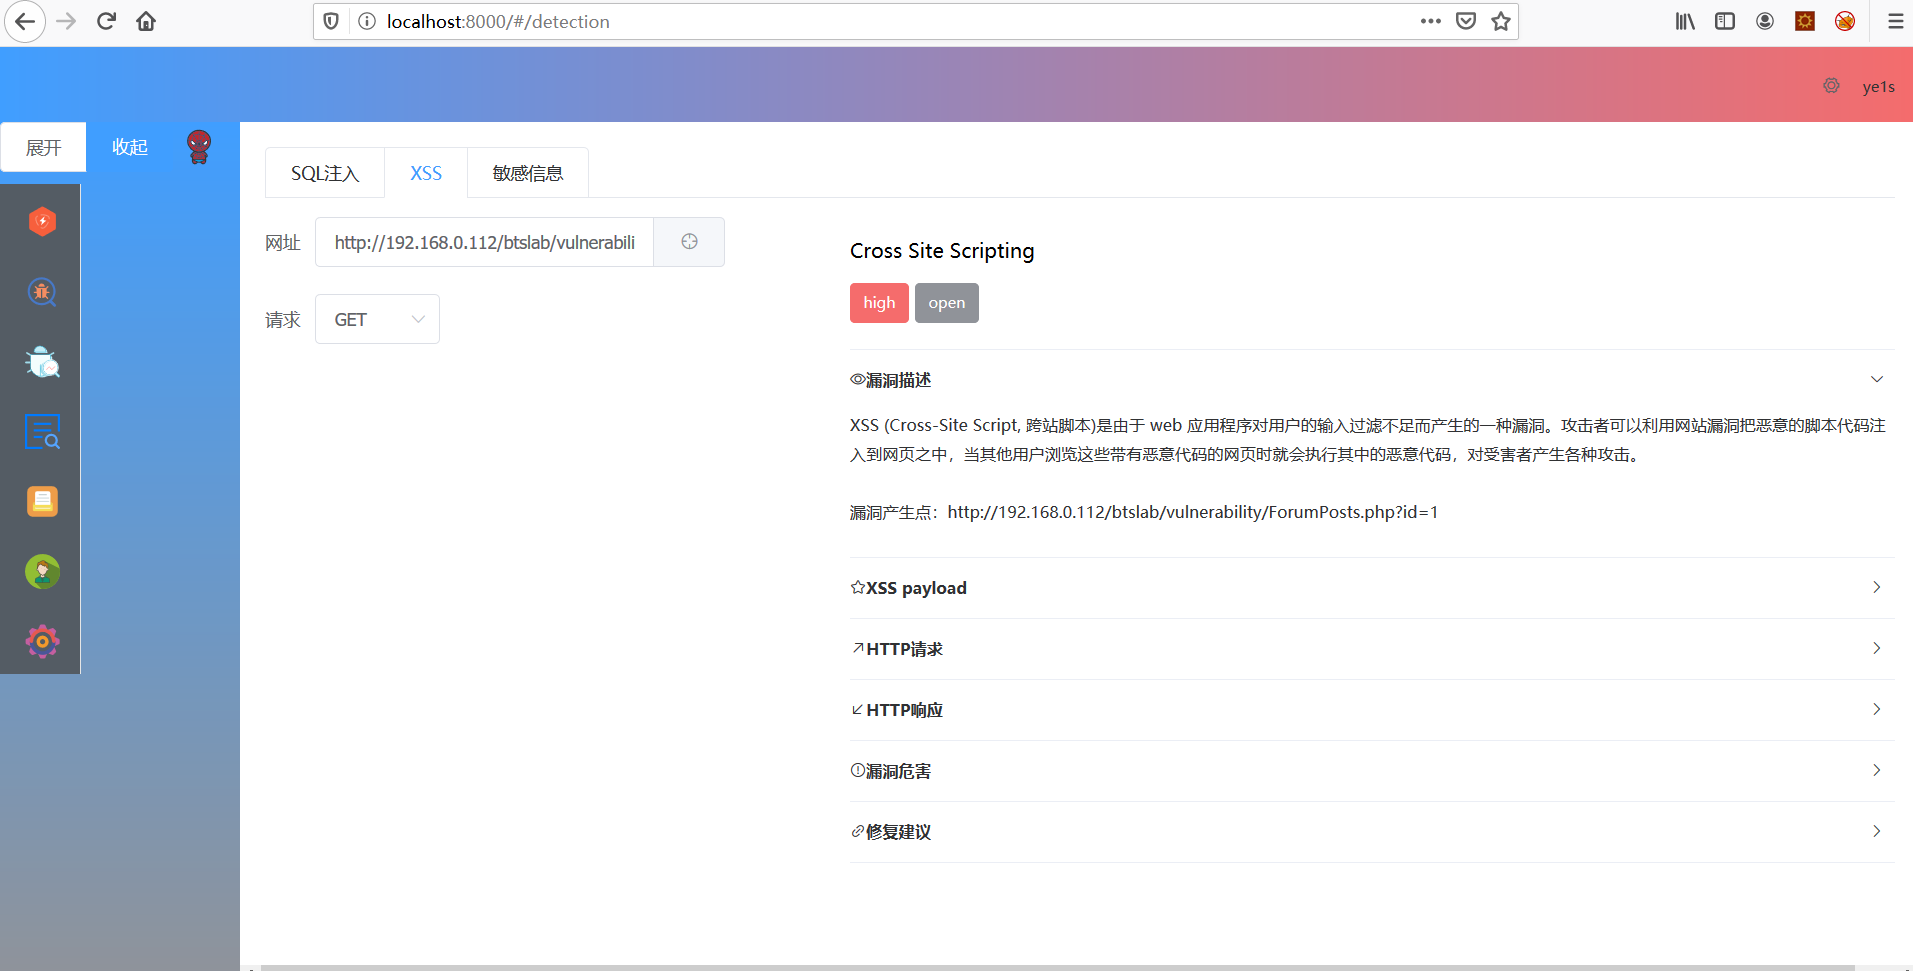 localhost:8000/#/detection
ye1s
展开
收起
SQL注入
XSS
敏感信息
网址
http://192.168.0.112/btslab/vulnerabili
请求
GET
Cross Site Scripting
high
open
漏洞描述
XSS (Cross-Site Script, 跨站脚本)是由于 web 应用程序对用户的输入过滤不足而产生的一种漏洞。攻击者可以利用网站漏洞把恶意的脚本代码注
入到网页之中，当其他用户浏览这些带有恶意代码的网页时就会执行其中的恶意代码，对受害者产生各种攻击。
漏洞产生点：http://192.168.0.112/btslab/vulnerability/ForumPosts.php?id=1
XSS payload
HTTP请求
HTTP响应
漏洞危害
修复建议